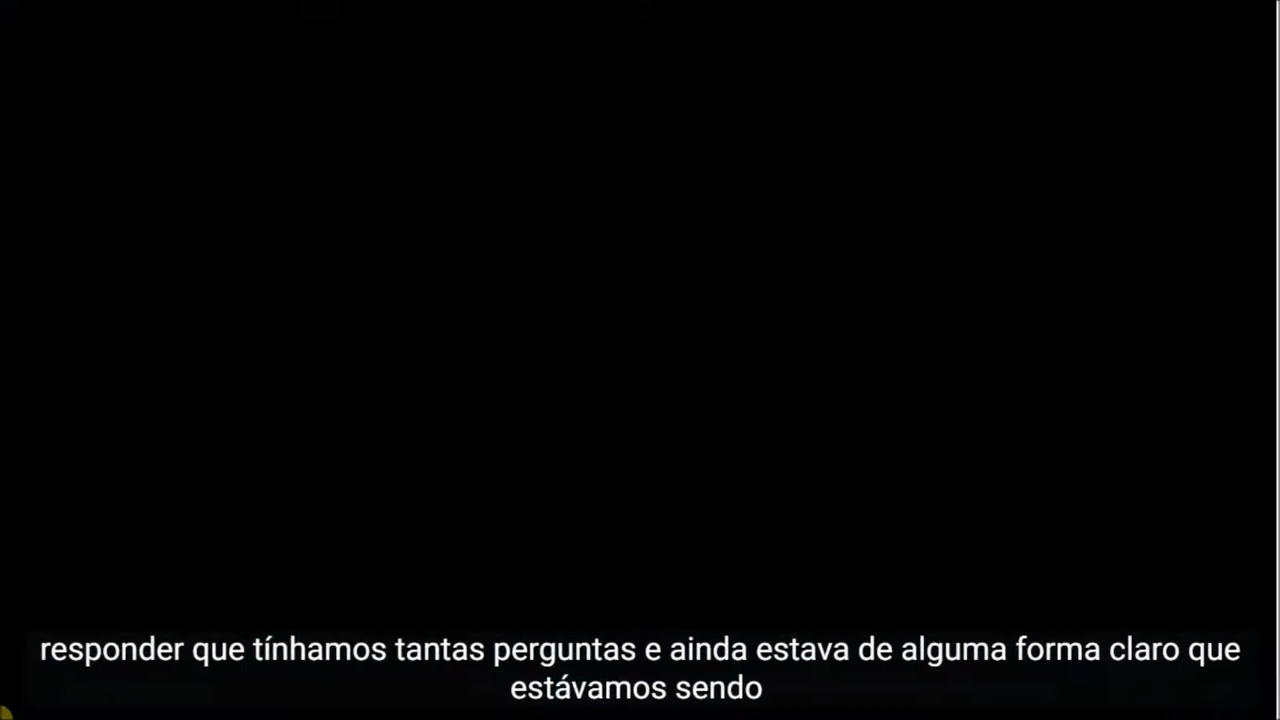 responder que tínhamos tantas perguntas e ainda estava de alguma forma claro que
estávamos sendo